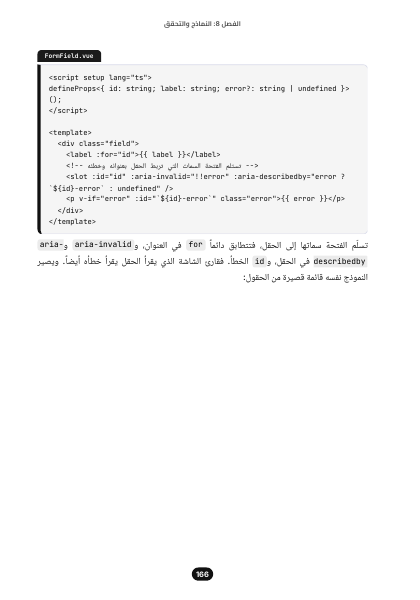 الفصل 8: النماذج والتحقق
FormField.vue
<script setup lang="ts">
defineProps<{ id: string; label: string; error?: string | undefined }>
();
</script>
<template>
<div class="field">
<label :for="id">{{ label }}</label>
<!-- تستلم الفتحة السمات التي تربط الحقل بعنوانه وخطئه -->
<slot :id="id" :aria-invalid="!!error" :aria-describedby="error ?
`${id}-error` : undefined" />
<p v-if="error" :id="`${id}-error`" class="error">{{ error }}</p>
</div>
</template>
تسلّم الفتحة سماتها إلى الحقل، فتتطابق دائماً for في العنوان، وaria-invalid وaria-
describedby في الحقل، وid الخطأ. فقارئ الشاشة الذي يقرأ الحقل يقرأ خطأه أيضاً. ويصير
النموذج نفسه قائمة قصيرة من الحقول:
166